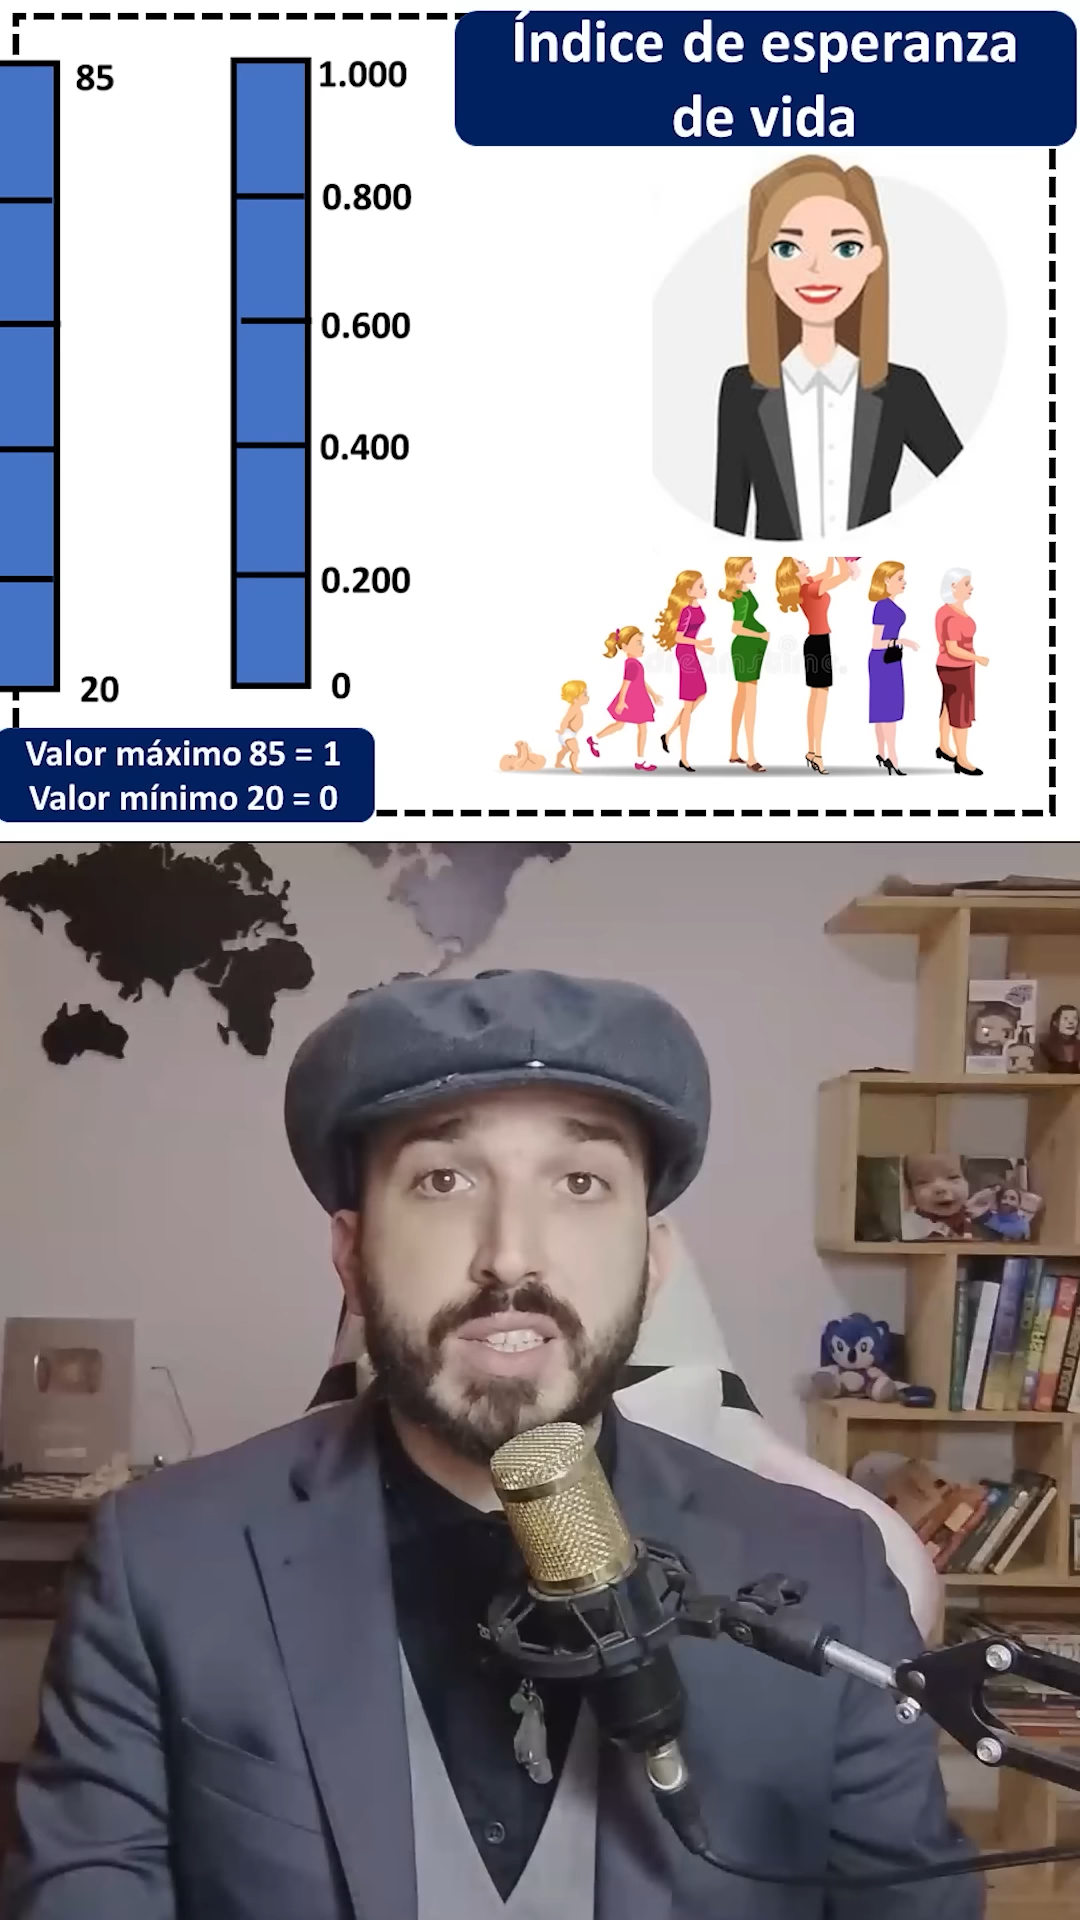 Índice de esperanza
de vida
85
1.000
0.800
0.600
0.400
0.200
20
0
Valor máximo 85 = 1
Valor mínimo 20 = 0
dreamstime.